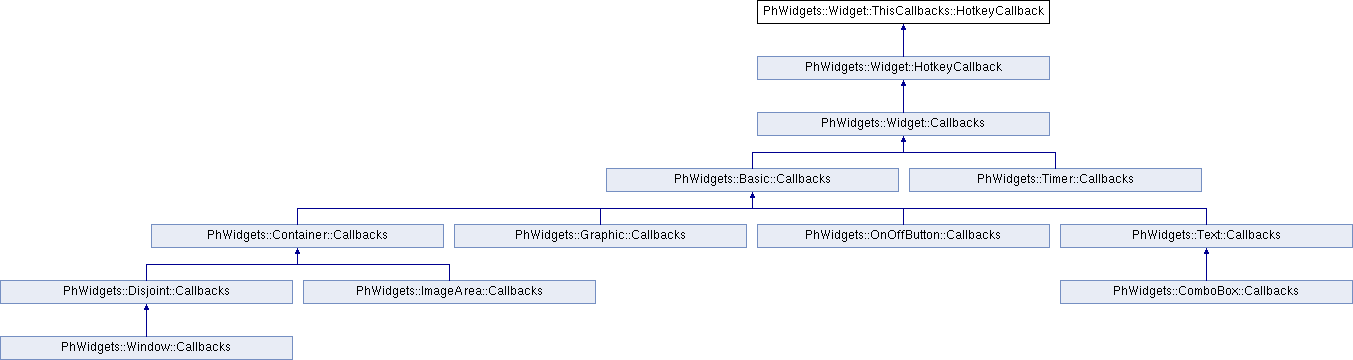 PhWidgets::Widget::ThisCallbacks::HotkeyCallback
PhWidgets::Widget::HotkeyCallback
PhWidgets::Widget::Callbacks
PhWidgets::Basic::Callbacks
PhWidgets::Timer::Callbacks
PhWidgets::Container::Callbacks
PhWidgets::Graphic::Callbacks
PhWidgets::OnOffButton::Callbacks
PhWidgets::Text::Callbacks
PhWidgets::Disjoint::Callbacks
PhWidgets::ImageArea::Callbacks
PhWidgets::ComboBox::Callbacks
PhWidgets::Window::Callbacks